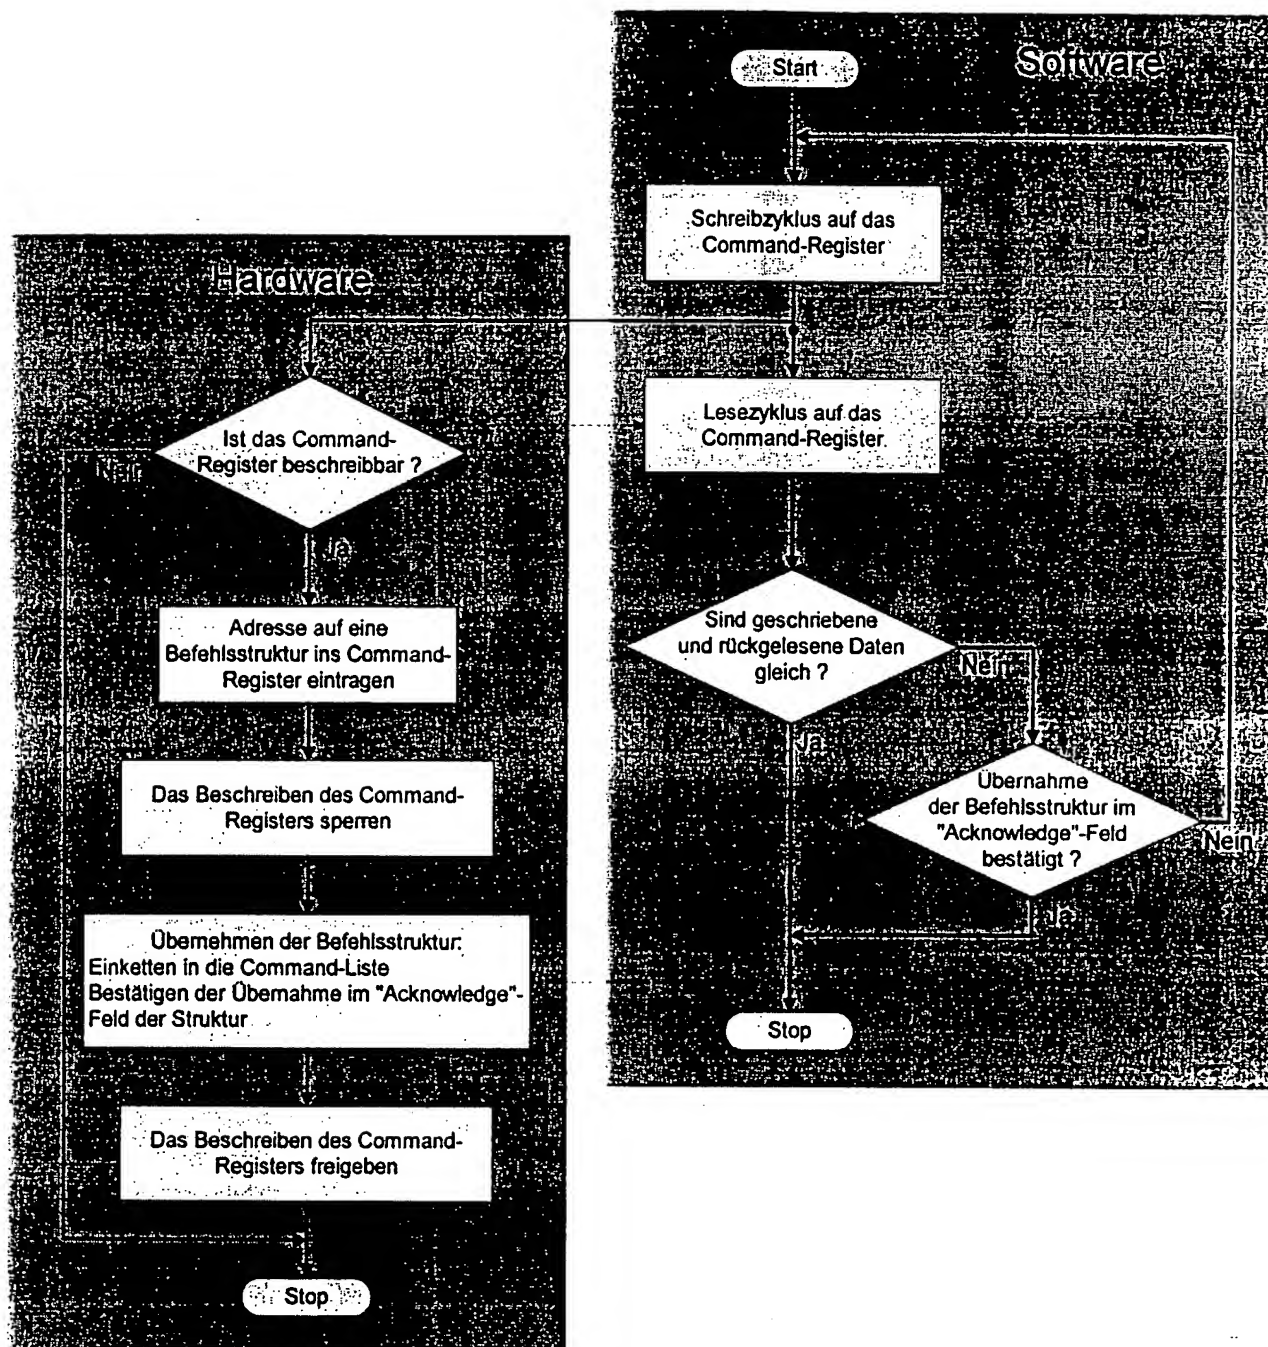 Software
Start
Schreibzyklus auf das
Command-Register
Lesezyklus auf das
Command-Register
Sind geschriebene
und rückgelesene Daten
gleich ?
Nein
Ja
Übernahme
der Befehlsstruktur im
"Acknowledge"-Feld
bestätigt ?
Nein
Ja
Stop
Hardware
Ist das Command-
Register beschreibbar ?
Nein
Ja
Adresse auf eine
Befehlsstruktur ins Command-
Register eintragen
Das Beschreiben des Command-
Registers sperren
Übernehmen der Befehlsstruktur:
Einketten in die Command-Liste
Bestätigen der Übernahme im "Acknowledge"-
Feld der Struktur
Das Beschreiben des Command-
Registers freigeben
Stop